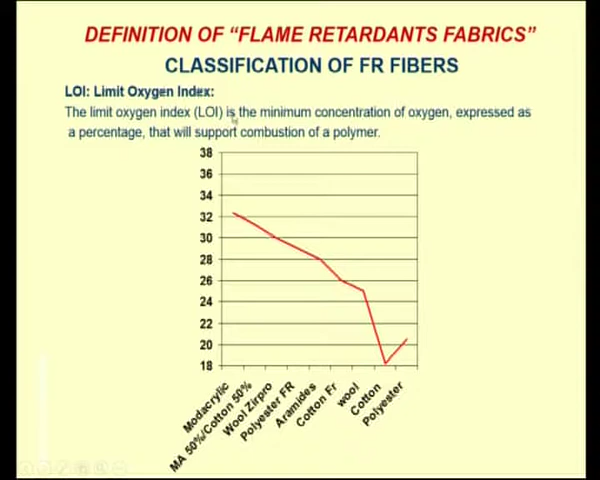 DEFINITION OF “FLAME RETARDANTS FABRICS”
CLASSIFICATION OF FR FIBERS
LOI: Limit Oxygen Index:
The limit oxygen index (LOI) is the minimum concentration of oxygen, expressed as
a percentage, that will support combustion of a polymer.
38
36
34
32
30
28
26
24
22
20
18
Modacrylic
MA 50%/Cotton 50%
Wool Zirpro
Polyester FR
Aramides
Cotton Fr
wool
Cotton
Polyester